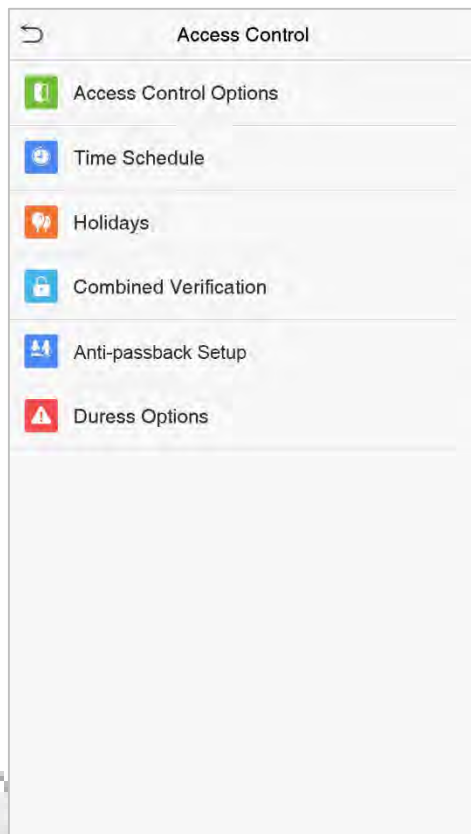 Access Control
Access Control Options
Time Schedule
Holidays
Combined Verification
Anti-passback Setup
Duress Options